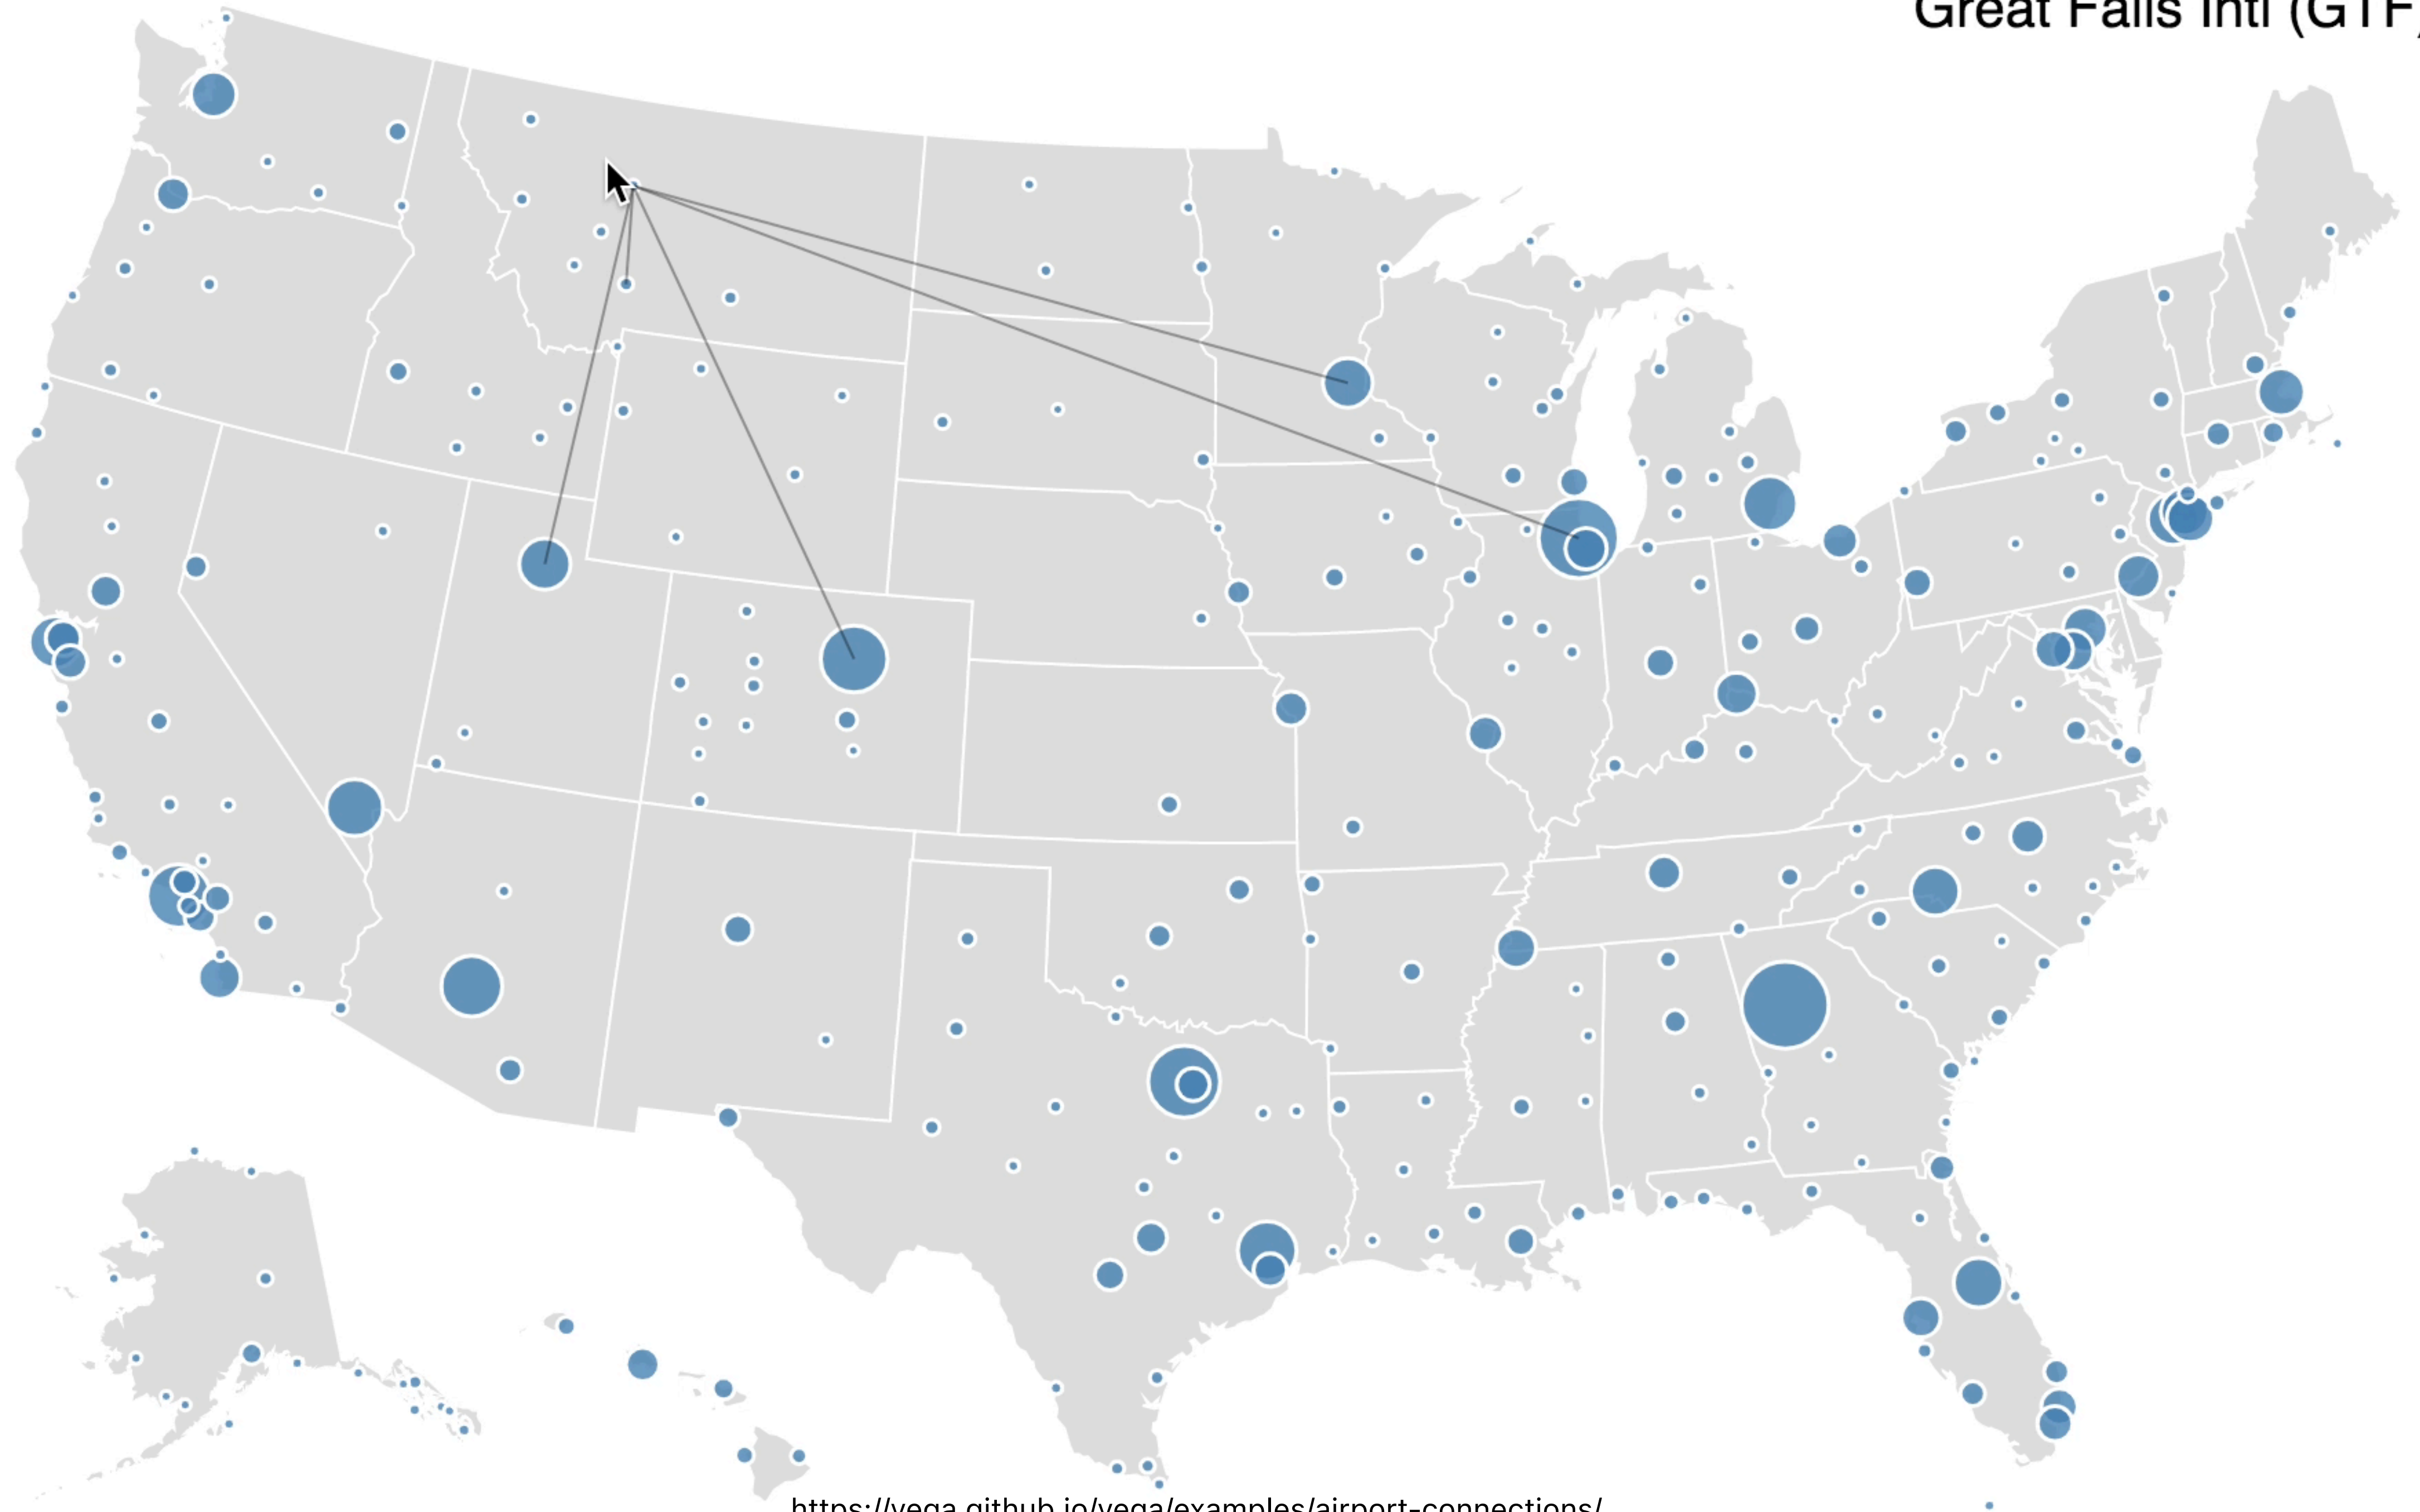 Great Falls Intl (GTF)
https://vega.github.io/vega/examples/airport-connections/